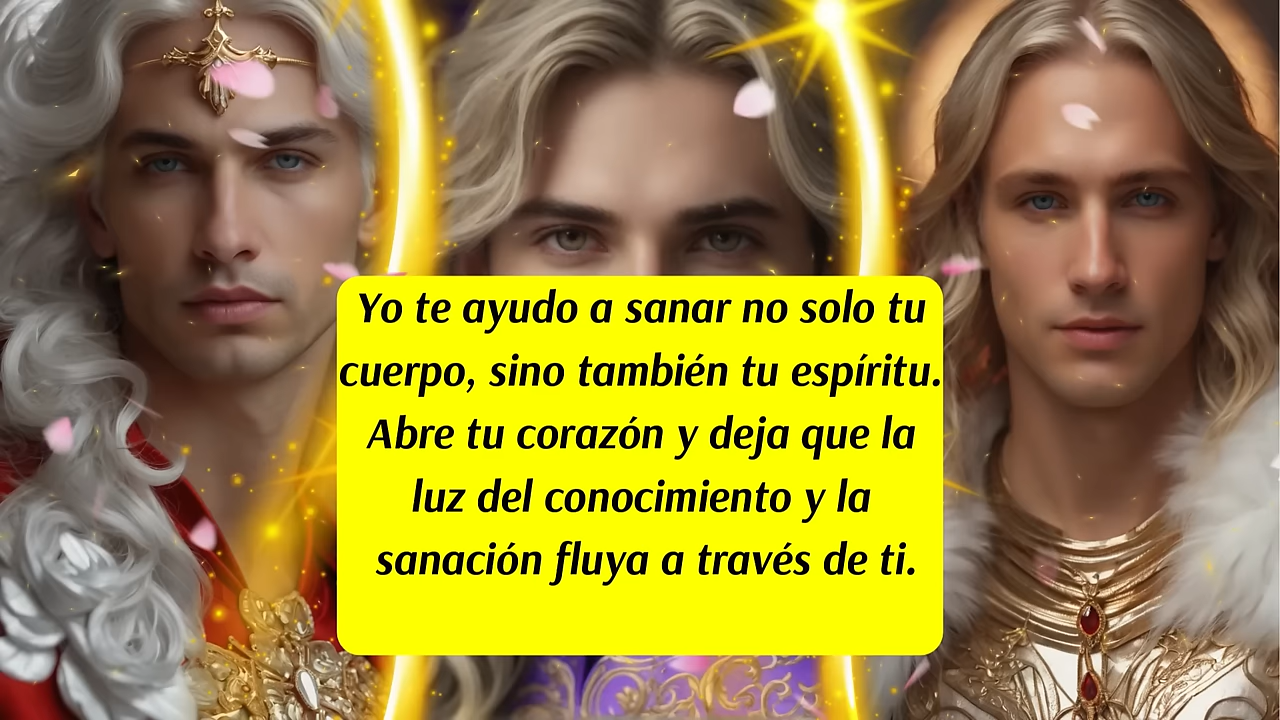 Yo te ayudo a sanar no solo tu
cuerpo, sino también tu espíritu.
Abre tu corazón y deja que la
luz del conocimiento y la
sanación fluya a través de ti.